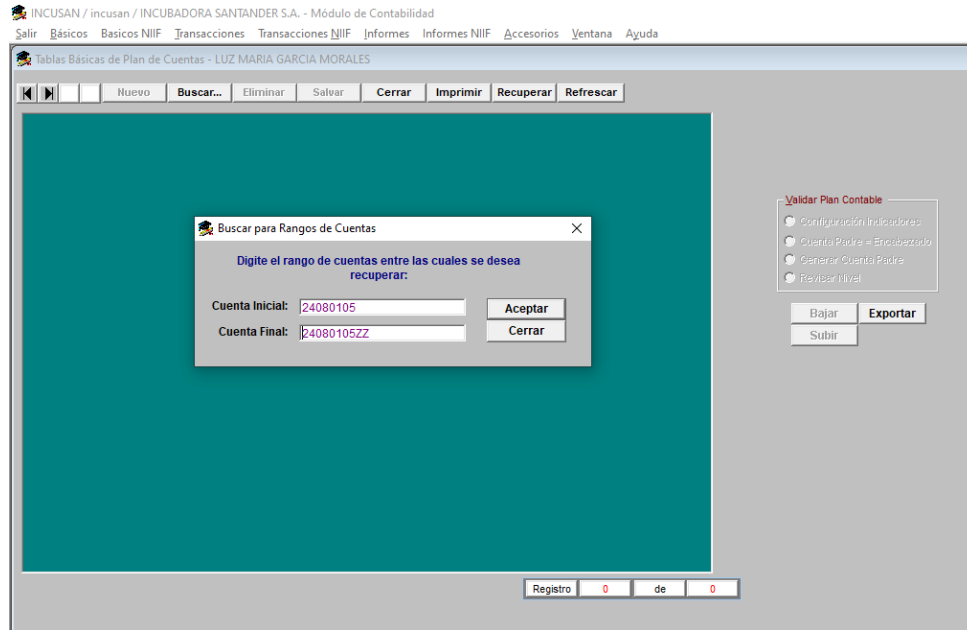 INCUSAN / incusan / INCUBADORA SANTANDER S.A. - Módulo de Contabilidad
Salir Básicos Basicos NIIF Transacciones Transacciones NIIF Informes Informes NIIF Accesorios Ventana Ayuda
Tablas Básicas de Plan de Cuentas - LUZ MARIA GARCIA MORALES
Nuevo Buscar... Eliminar Salvar Cerrar Imprimir Recuperar Refrescar
Validar Plan Contable
Configuración Indicadores
Cuenta Padre = Encabezado
Generar Cuenta Padre
Revisar Nivel
Bajar Exportar
Subir
Buscar para Rangos de Cuentas
Digite el rango de cuentas entre las cuales se desea
recuperar:
Cuenta Inicial: 24080105 Aceptar
Cuenta Final: 24080105ZZ Cerrar
Registro 0 de 0